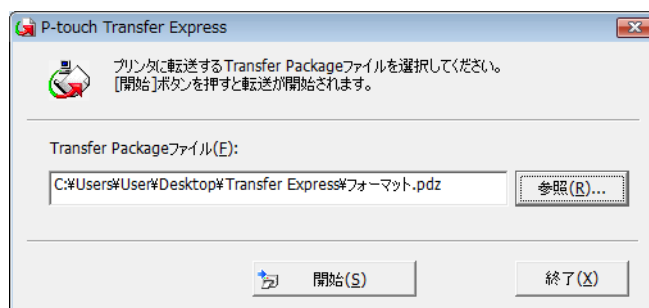 P-touch Transfer Express
プリンタに転送するTransfer Packageファイルを選択してください。
[開始]ボタンを押すと転送が開始されます。
Transfer Packageファイル(F):
C:¥Users¥User¥Desktop¥Transfer Express¥フォーマット.pdz
参照(R)...
開始(S)
終了(X)